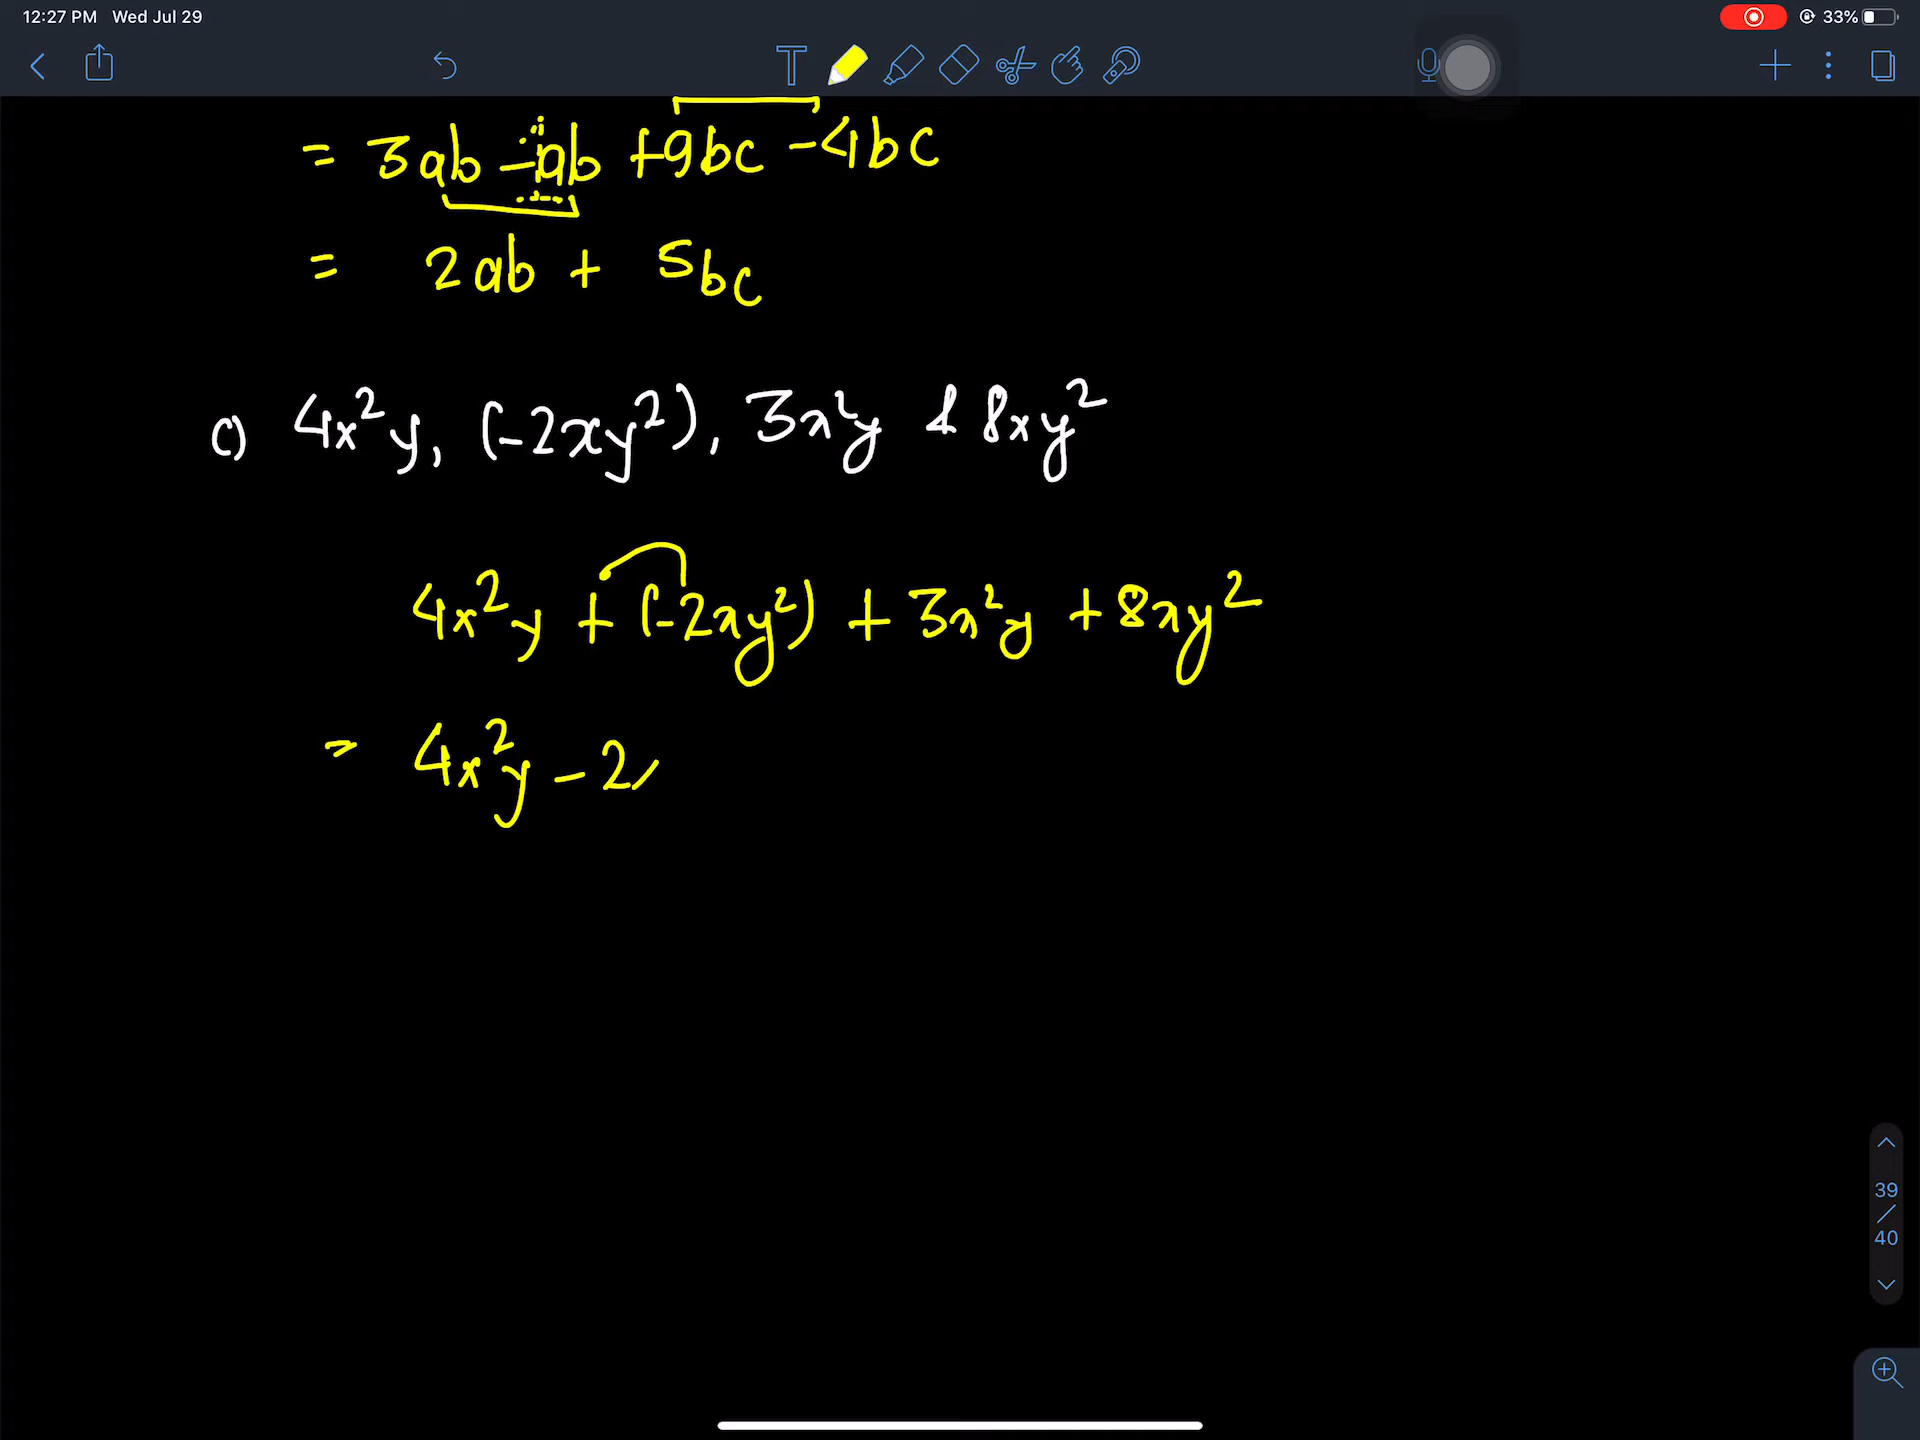 12:27 PM Wed Jul 29 33%
= 3ab - ab + 9bc - 4bc
= 2ab + 5bc
c) 4x²y, (-2xy²), 3x²y & 8xy²
4x²y + (-2xy²) + 3x²y + 8xy²
= 4x²y - 2
39
/
40